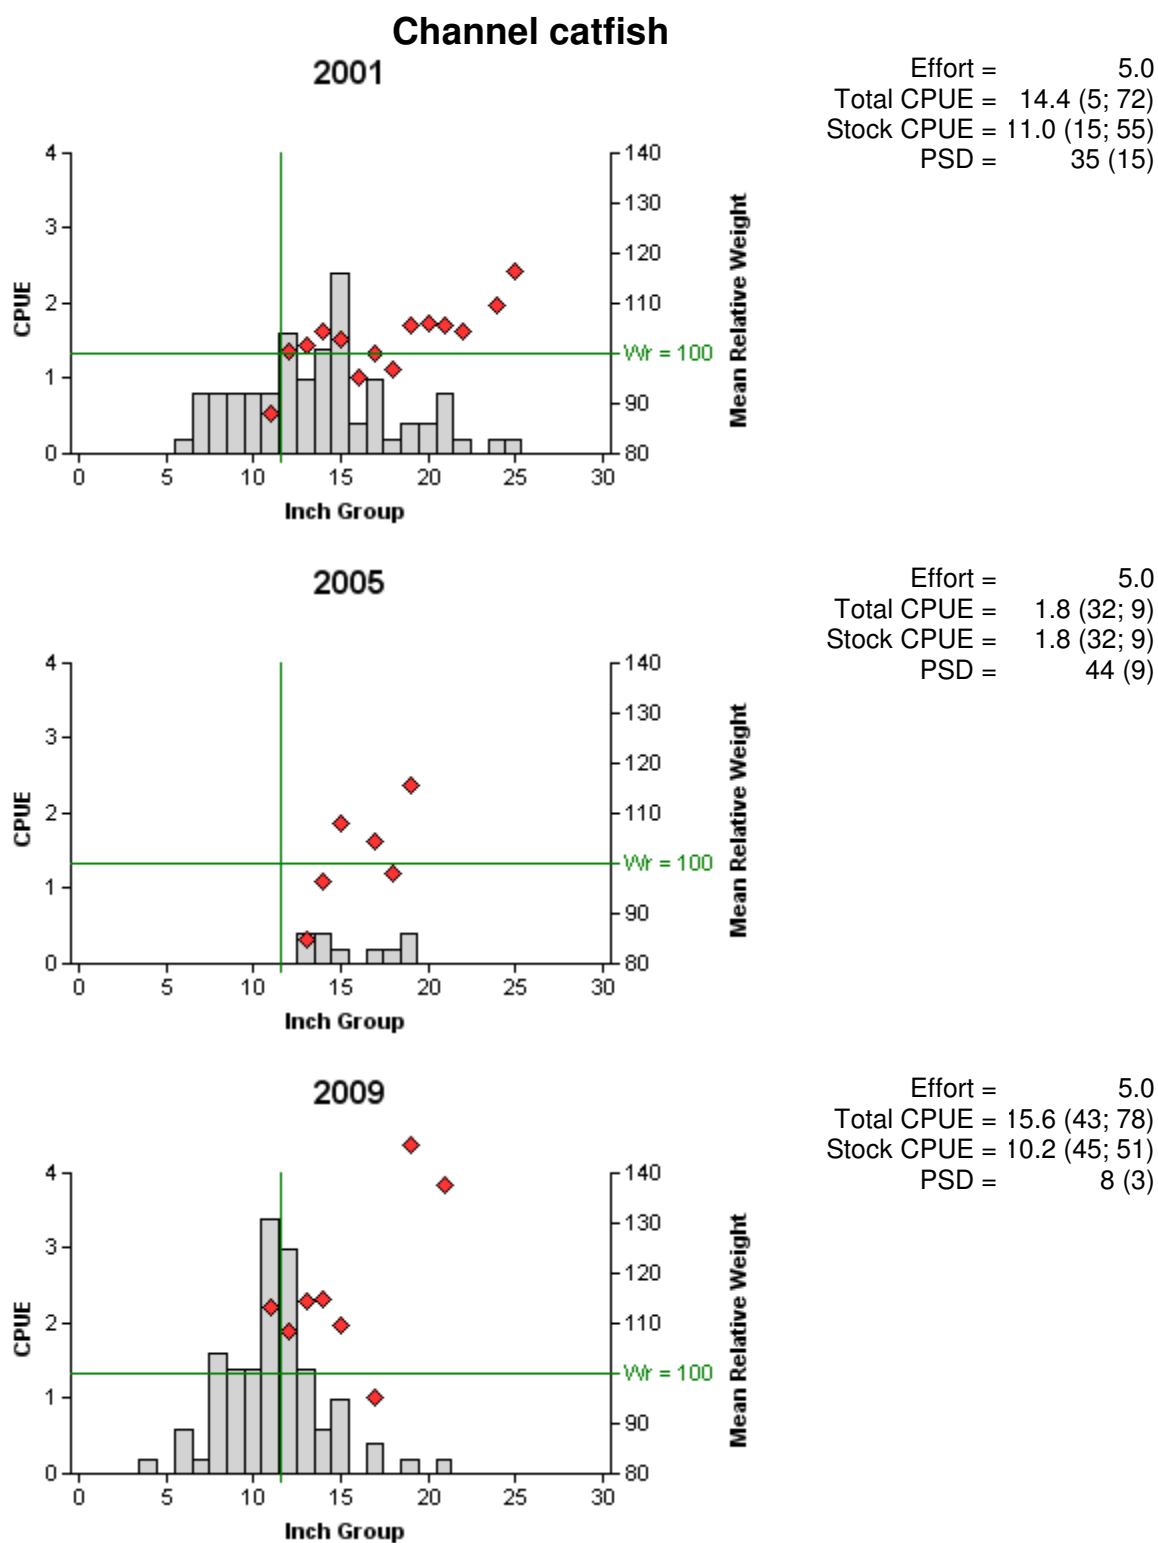 Channel catfish
2001
Effort = 5.0
Total CPUE = 14.4 (5; 72)
Stock CPUE = 11.0 (15; 55)
PSD = 35 (15)
4
3
2
1
0
CPUE
140
130
120
110
Wr = 100
90
80
Mean Relative Weight
0 5 10 15 20 25 30
Inch Group
2005
Effort = 5.0
Total CPUE = 1.8 (32; 9)
Stock CPUE = 1.8 (32; 9)
PSD = 44 (9)
4
3
2
1
0
CPUE
140
130
120
110
Wr = 100
90
80
Mean Relative Weight
0 5 10 15 20 25 30
Inch Group
2009
Effort = 5.0
Total CPUE = 15.6 (43; 78)
Stock CPUE = 10.2 (45; 51)
PSD = 8 (3)
4
3
2
1
0
CPUE
140
130
120
110
Wr = 100
90
80
Mean Relative Weight
0 5 10 15 20 25 30
Inch Group